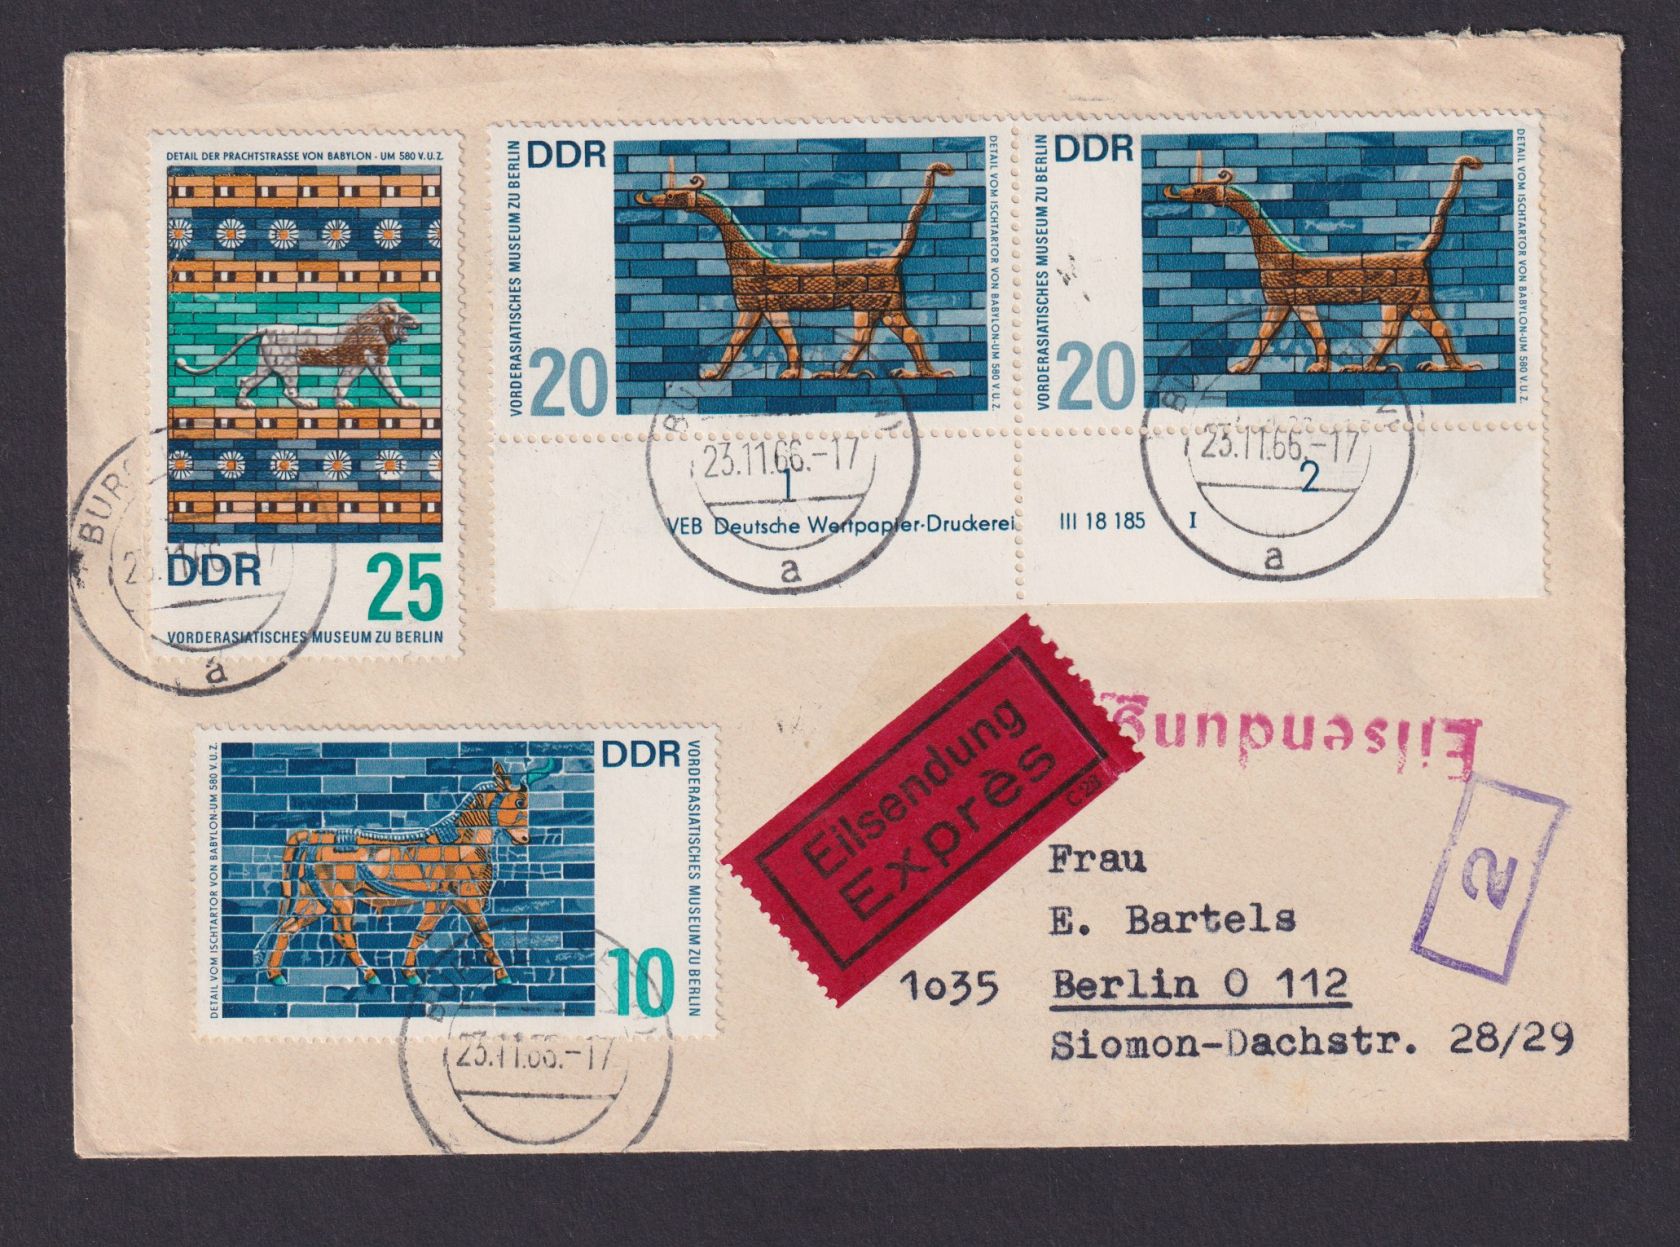 DETAIL DER PRACHTSTRASSE VON BABYLON - UM 580 V.U.Z.
DDR 25
VORDERASIATISCHES MUSEUM ZU BERLIN
VORDERASIATISCHES MUSEUM ZU BERLIN
DDR
20
DETAIL VOM ISCHTARTOR VON BABYLON-UM 580 V.U.Z.
VORDERASIATISCHES MUSEUM ZU BERLIN
DDR
20
DETAIL VOM ISCHTARTOR VON BABYLON-UM 580 V.U.Z.
1
VEB Deutsche Wertpapier-Druckerei
2
III 18 185 I
23.11.66.-17
a
23.11.66.-17
a
a
DETAIL VOM ISCHTARTOR VON BABYLON-UM 580 V.U.Z.
DDR
10
VORDERASIATISCHES MUSEUM ZU BERLIN
23.11.66.-17
Eilsendung
Exprès
C 29
Eilsendung
2
Frau
E. Bartels
1035 Berlin O 112
Siomon-Dachstr. 28/29